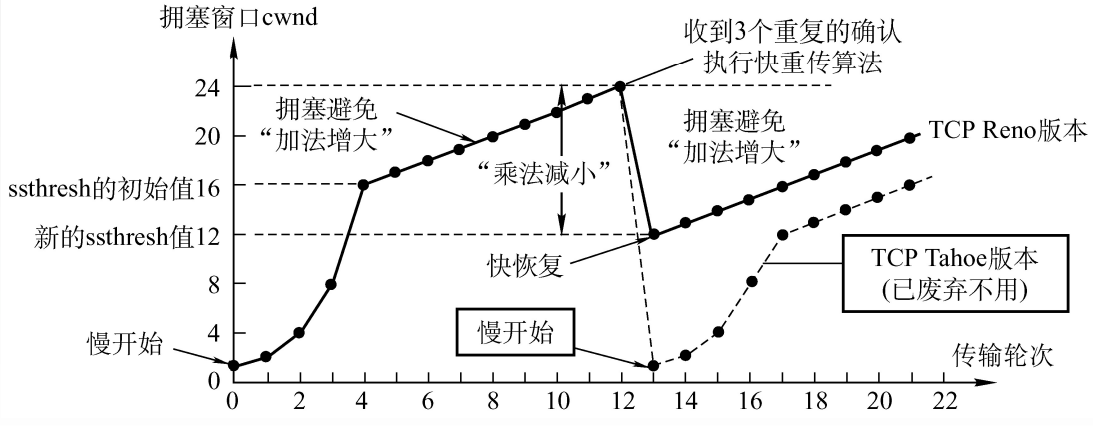 拥塞窗口cwnd
收到3个重复的确认
执行快重传算法
24
拥塞避免
“加法增大”
拥塞避免
“加法增大”
20
TCP Reno版本
ssthresh的初始值16
“乘法减小”
新的ssthresh值12
快恢复
TCP Tahoe版本
(已废弃不用)
8
慢开始
4
慢开始
传输轮次
0
0 2 4 6 8 10 12 14 16 18 20 22